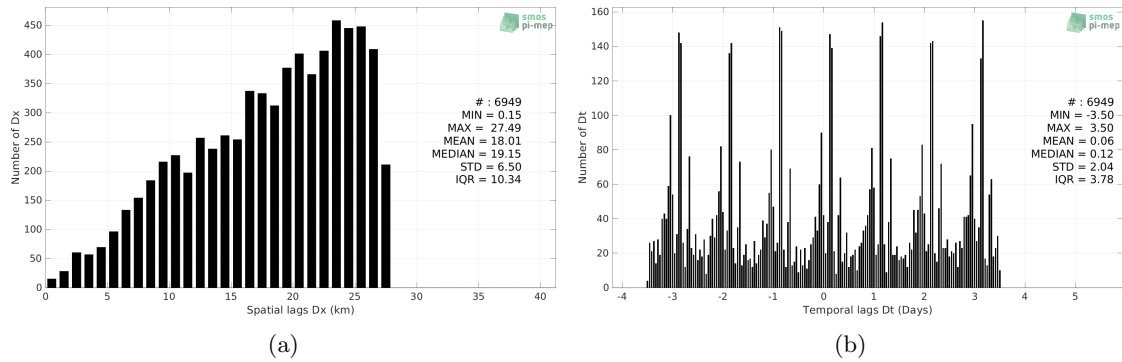 smos
pi-mep
450
400
350
300
250
200
150
100
50
0
Number of Dx
# : 6949
MIN = 0.15
MAX = 27.49
MEAN = 18.01
MEDIAN = 19.15
STD = 6.50
IQR = 10.34
0 5 10 15 20 25 30 35 40
Spatial lags Dx (km)
(a)
smos
pi-mep
160
140
120
100
80
60
40
20
0
Number of Dt
# : 6949
MIN = -3.50
MAX = 3.50
MEAN = 0.06
MEDIAN = 0.12
STD = 2.04
IQR = 3.78
-4 -3 -2 -1 0 1 2 3 4 5
Temporal lags Dt (Days)
(b)